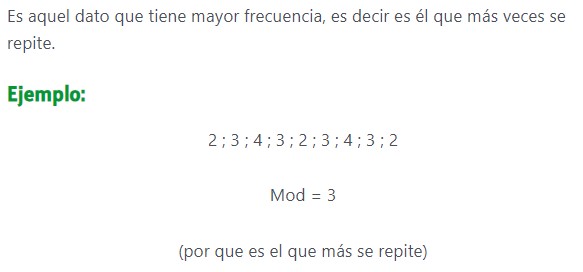 Es aquel dato que tiene mayor frecuencia, es decir es él que más veces se
repite.
Ejemplo:
2 ; 3 ; 4 ; 3 ; 2 ; 3 ; 4 ; 3 ; 2
Mod = 3
(por que es el que más se repite)